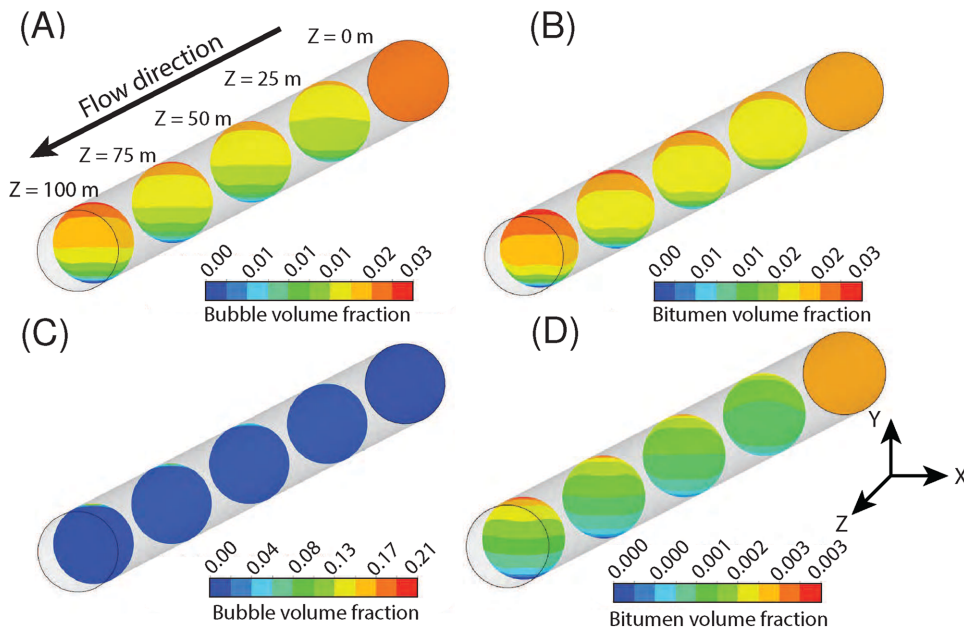 (A)
Flow direction
Z = 0 m
Z = 25 m
Z = 50 m
Z = 75 m
Z = 100 m
0.00 0.01 0.01 0.01 0.02 0.03
Bubble volume fraction
(B)
0.00 0.01 0.01 0.02 0.02 0.03
Bitumen volume fraction
(C)
0.00 0.04 0.08 0.13 0.17 0.21
Bubble volume fraction
(D)
Y
X
Z
0.000 0.000 0.001 0.002 0.003 0.003
Bitumen volume fraction